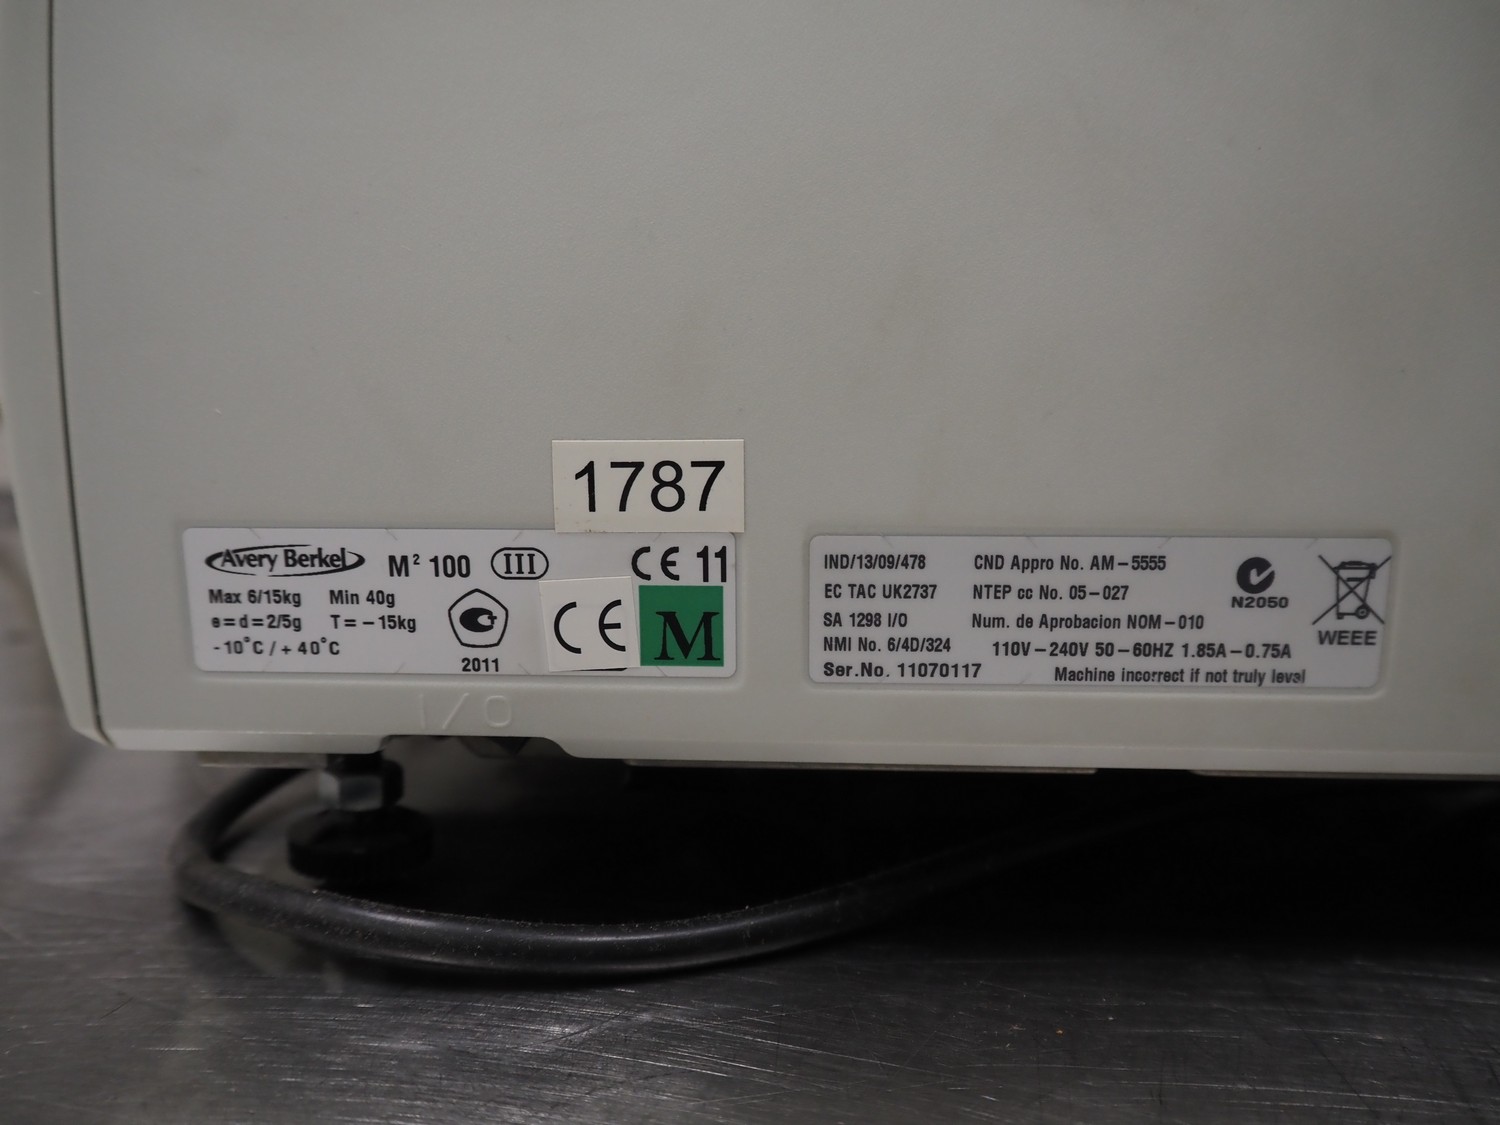 1787
Avery Berkel M² 100 III CE 11
Max 6/15kg Min 40g
e=d=2/5g T=-15kg
-10°C / + 40°C
2011
CE M
IND/13/09/478 CND Appro No. AM-5555
EC TAC UK2737 NTEP cc No. 05-027
N2050
SA 1298 I/O Num. de Aprobacion NOM-010
WEEE
NMI No. 6/4D/324 110V-240V 50-60HZ 1.85A-0.75A
Ser.No. 11070117 Machine incorrect if not truly level
I/O